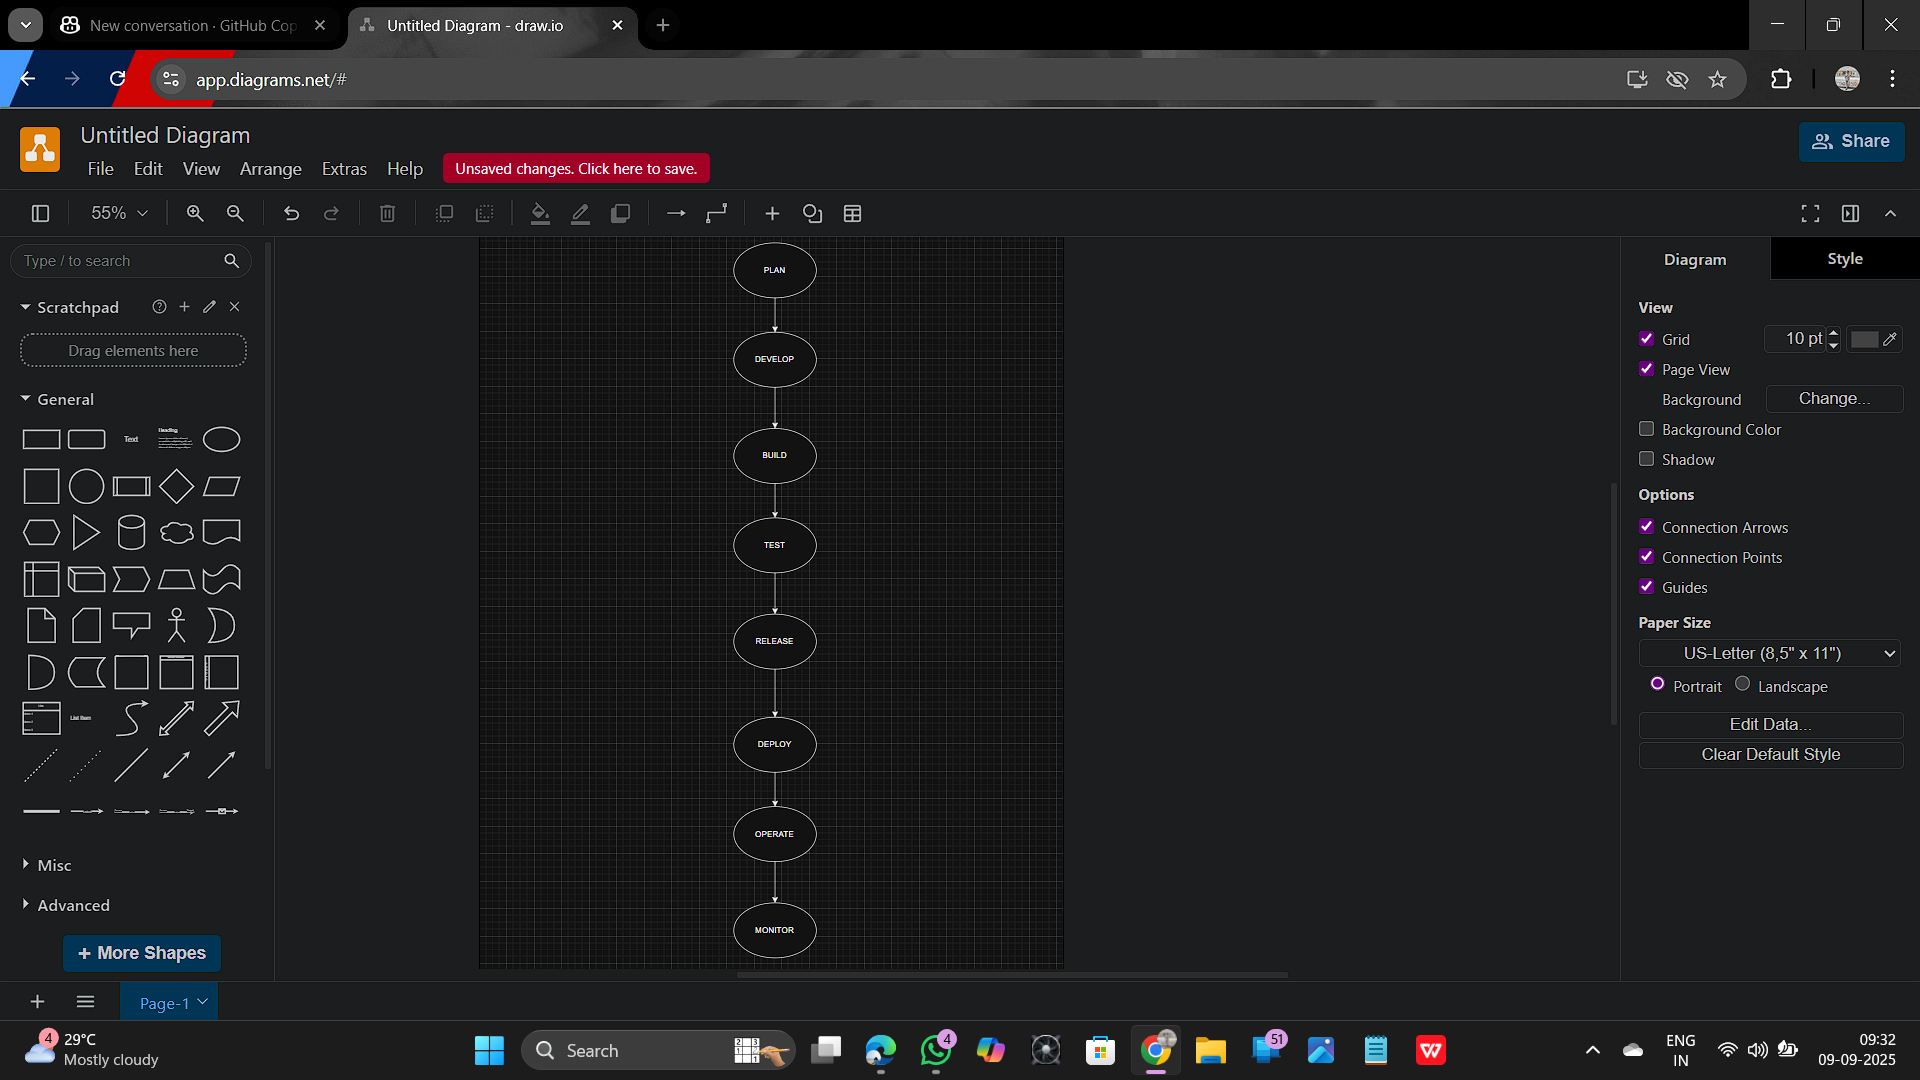 New conversation · GitHub Cop
Untitled Diagram - draw.io
app.diagrams.net/#
Untitled Diagram
File Edit View Arrange Extras Help
Unsaved changes. Click here to save.
Share
55%
Type / to search
Scratchpad
Drag elements here
General
Text
Heading
List Item
Misc
Advanced
+ More Shapes
PLAN
DEVELOP
BUILD
TEST
RELEASE
DEPLOY
OPERATE
MONITOR
Diagram
Style
View
Grid
10 pt
Page View
Background
Change...
Background Color
Shadow
Options
Connection Arrows
Connection Points
Guides
Paper Size
US-Letter (8,5" x 11")
Portrait Landscape
Edit Data...
Clear Default Style
Page-1
4
29°C
Mostly cloudy
Search
4
51
ENG
IN
09:32
09-09-2025